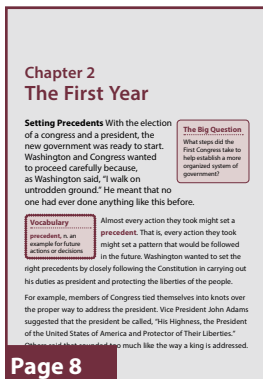 Chapter 2
The First Year
Setting Precedents With the election
of a congress and a president, the
new government was ready to start.
Washington and Congress wanted
to proceed carefully because,
as Washington said, “I walk on
untrodden ground.” He meant that no
one had ever done anything like this before.
The Big Question
What steps did the
First Congress take to
help establish a more
organized system of
government?
Vocabulary
precedent, n. an
example for future
actions or decisions
Almost every action they took might set a
precedent. That is, every action they took
might set a pattern that would be followed
in the future. Washington wanted to set the
right precedents by closely following the Constitution in carrying out
his duties as president and protecting the liberties of the people.
For example, members of Congress tied themselves into knots over
the proper way to address the president. Vice President John Adams
suggested that the president be called, “His Highness, the President
of the United States of America and Protector of Their Liberties.”
Others said that sounded too much like the way a king is addressed.
Page 8